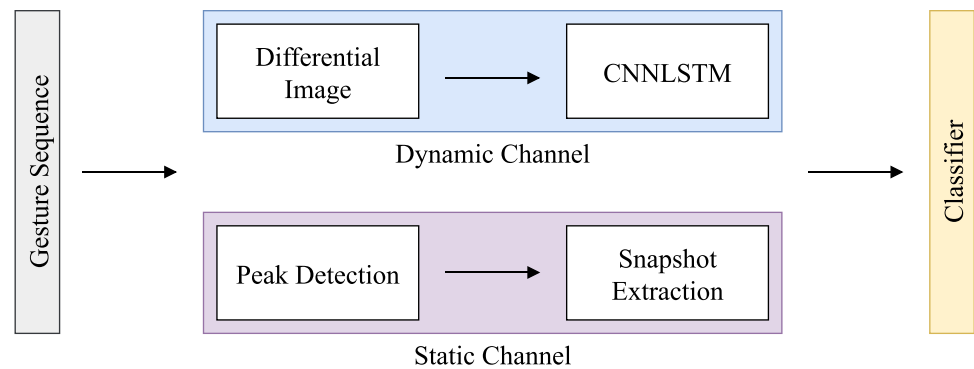 Gesture Sequence
Differential
Image
CNNLSTM
Dynamic Channel
Peak Detection
Snapshot
Extraction
Static Channel
Classifier